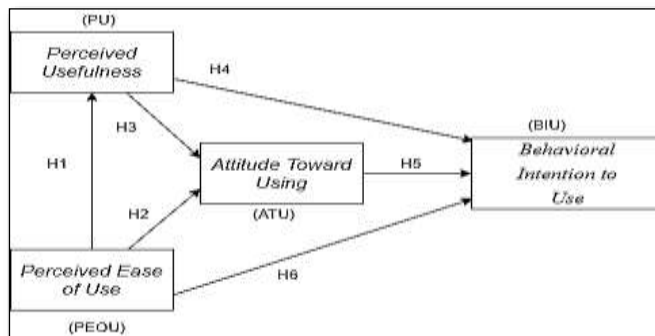 (PU)
Perceived
Usefulness
H4
(BIU)
H3
Behavioral
Intention to
Use
H1
Attitude Toward
Using
H5
H2
(ATU)
Perceived Ease
of Use
H6
(PEOU)